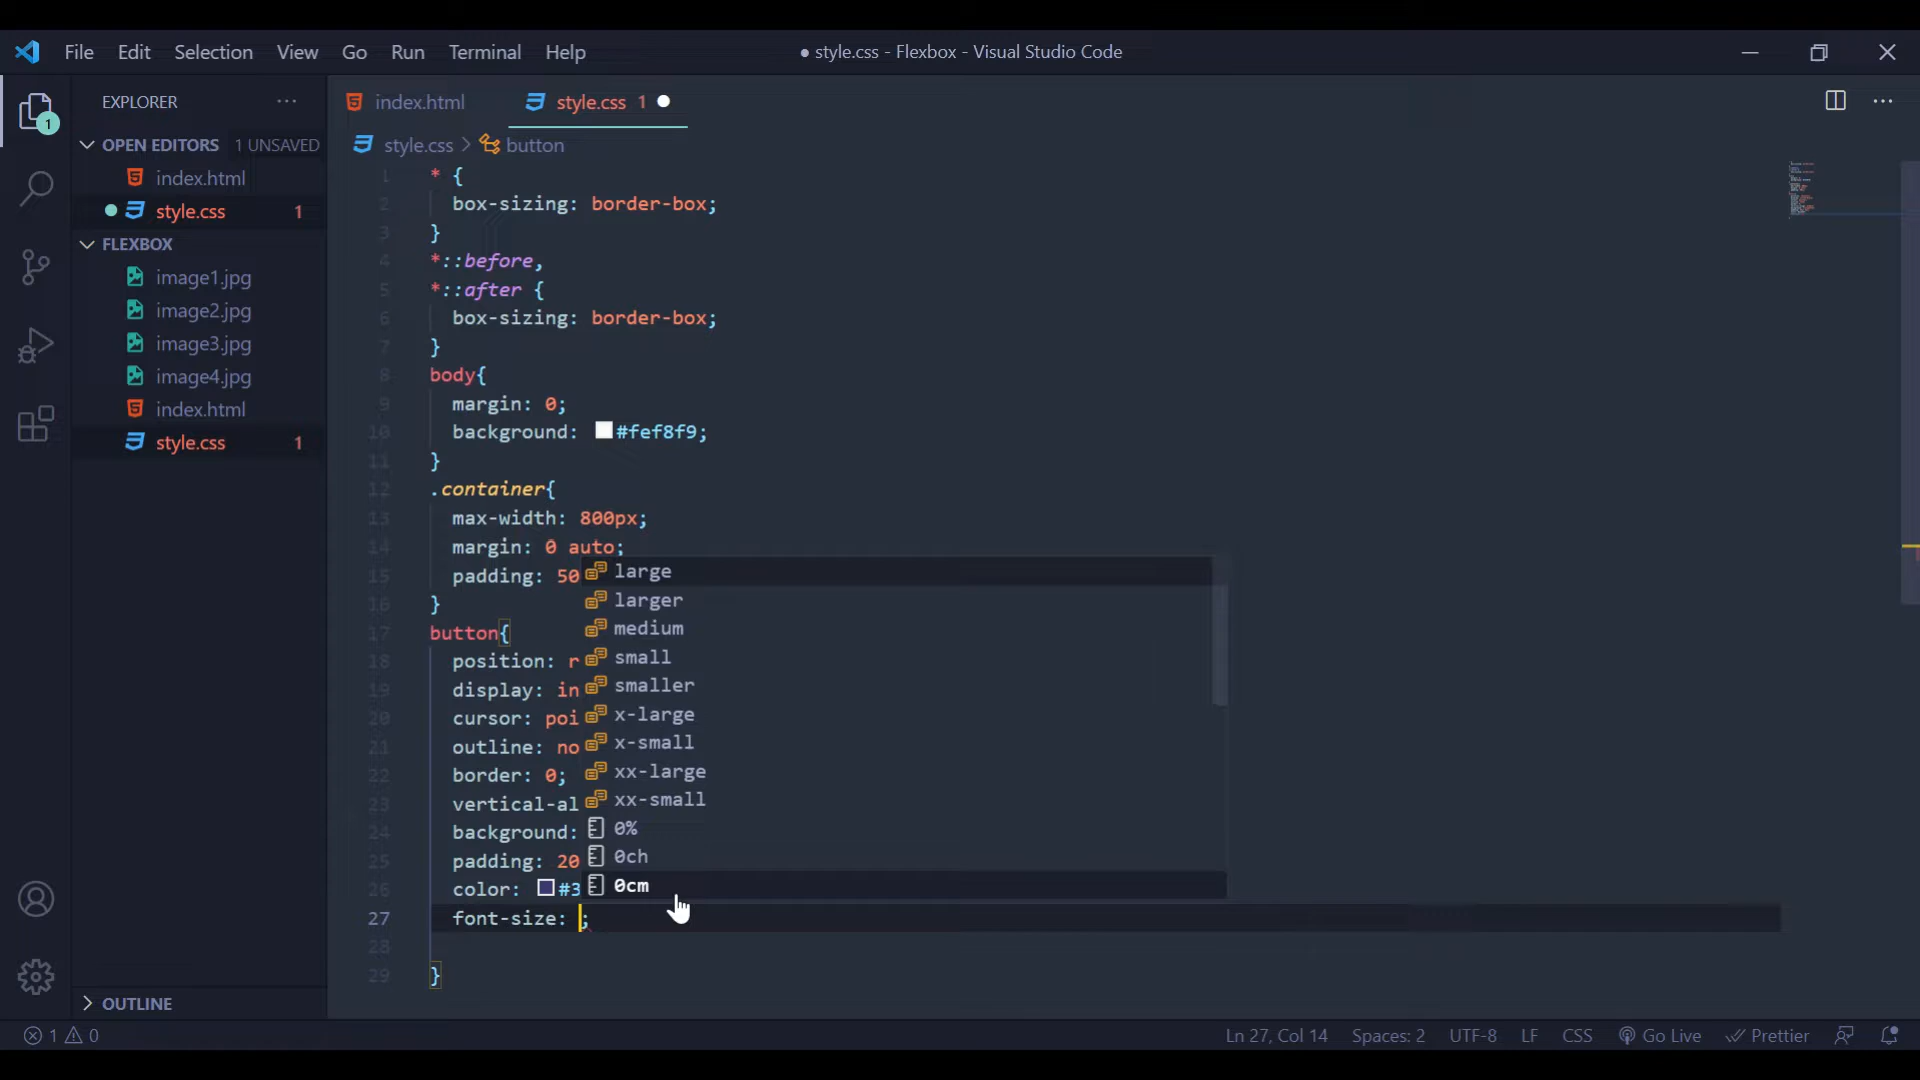 File Edit Selection View Go Run Terminal Help
● style.css - Flexbox - Visual Studio Code
EXPLORER
OPEN EDITORS 1 UNSAVED
index.html
style.css 1
FLEXBOX
image1.jpg
image2.jpg
image3.jpg
image4.jpg
index.html
style.css 1
OUTLINE
1
index.html style.css 1
style.css > button
1 * {
2 box-sizing: border-box;
3 }
4 *::before,
5 *::after {
6 box-sizing: border-box;
7 }
8 body{
9 margin: 0;
10 background: #fef8f9;
11 }
12 .container{
13 max-width: 800px;
14 margin: 0 auto;
15 padding: 50
16 }
17 button{
18 position: r
19 display: in
20 cursor: poi
21 outline: no
22 border: 0;
23 vertical-al
24 background:
25 padding: 20
26 color: #3
27 font-size: ;
28
29 }
large
larger
medium
small
smaller
x-large
x-small
xx-large
xx-small
0%
0ch
0cm
1 0
Ln 27, Col 14 Spaces: 2 UTF-8 LF CSS Go Live Prettier